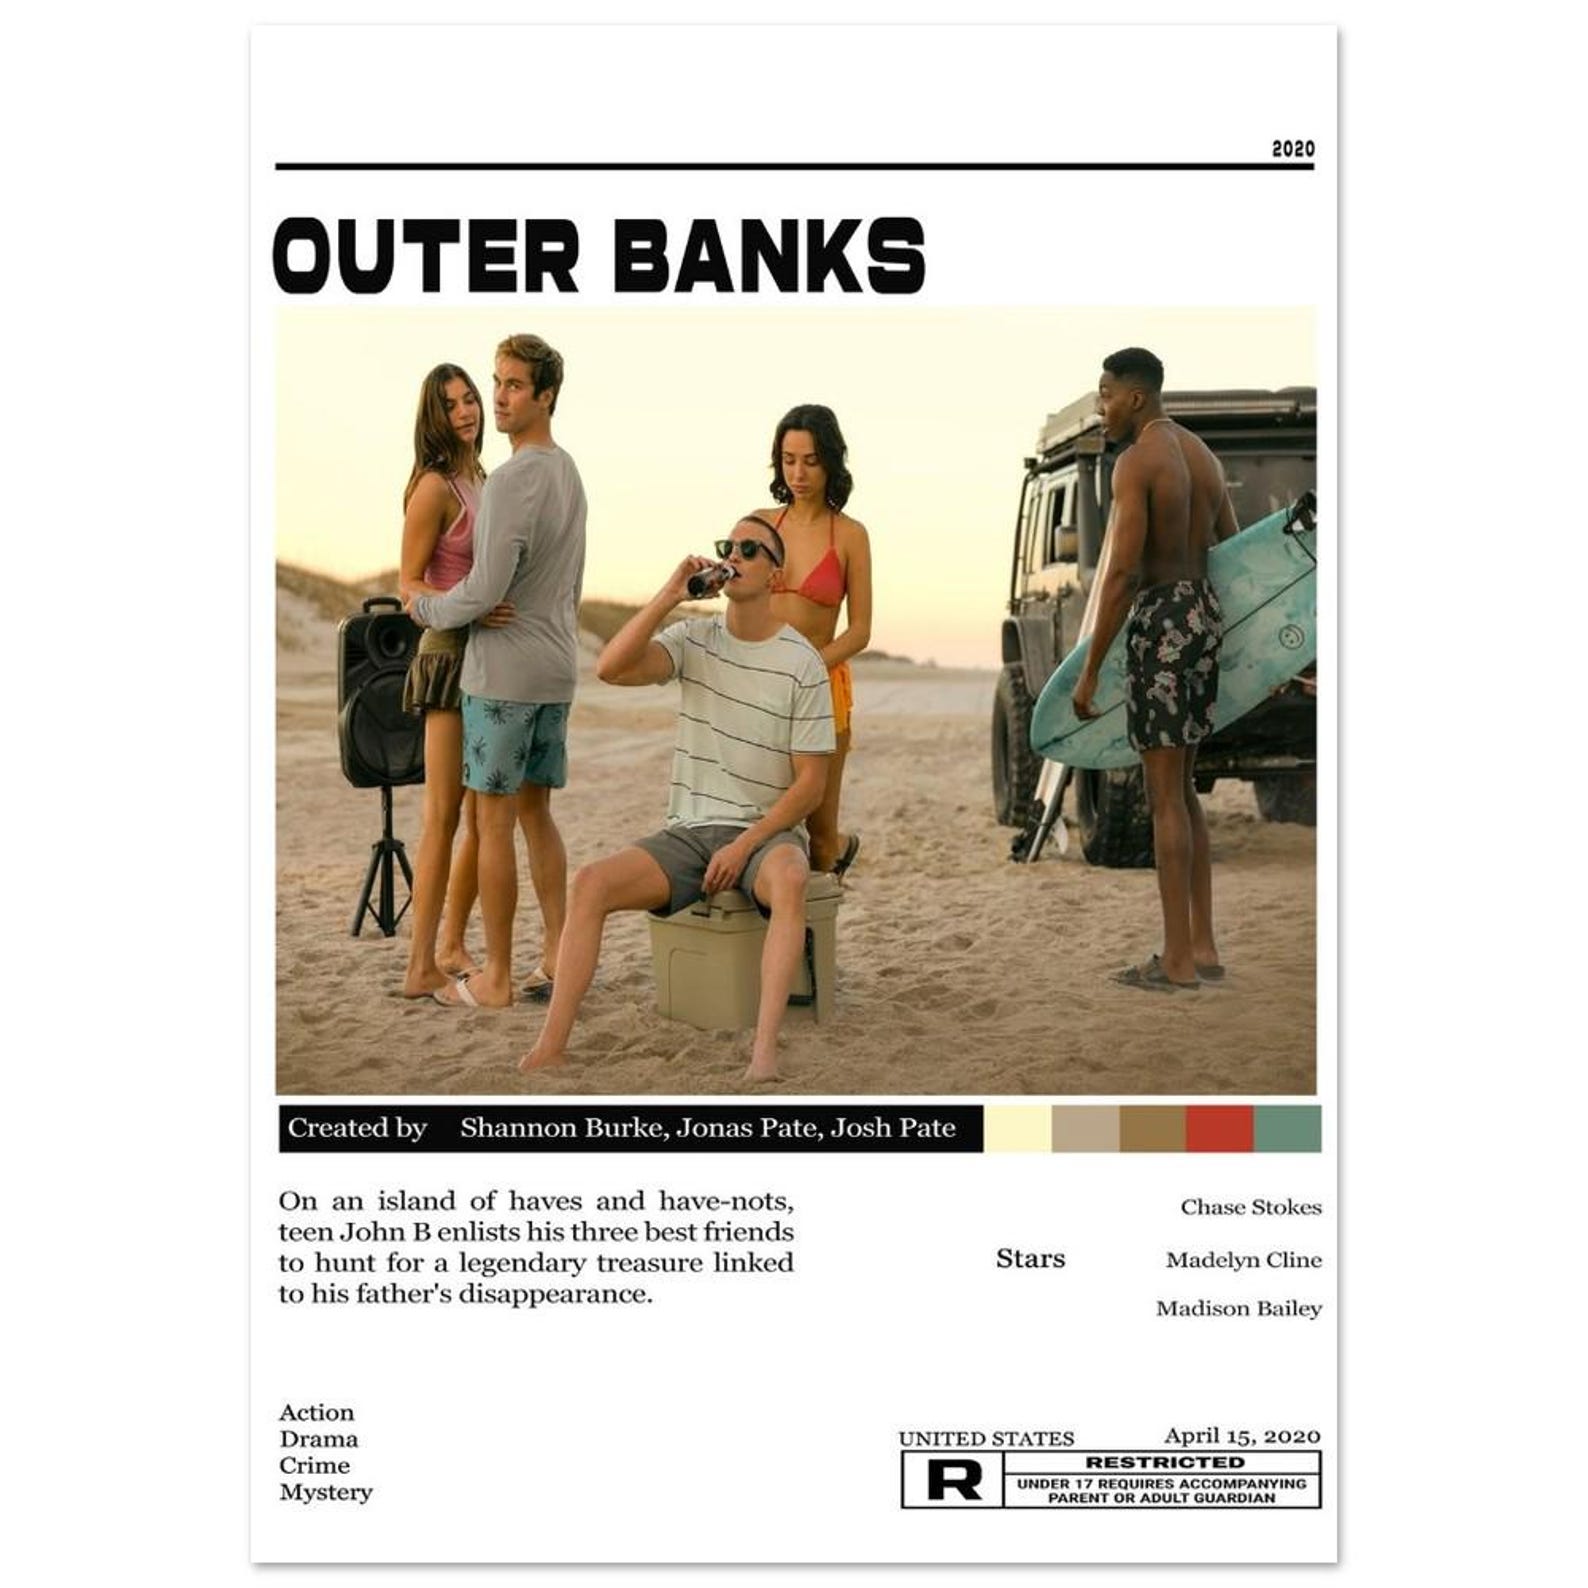 2020
OUTER BANKS
Created by Shannon Burke, Jonas Pate, Josh Pate
On an island of haves and have-nots,
teen John B enlists his three best friends
to hunt for a legendary treasure linked
to his father's disappearance.
Stars
Chase Stokes
Madelyn Cline
Madison Bailey
Action
Drama
Crime
Mystery
UNITED STATES
April 15, 2020
R
RESTRICTED
UNDER 17 REQUIRES ACCOMPANYING
PARENT OR ADULT GUARDIAN